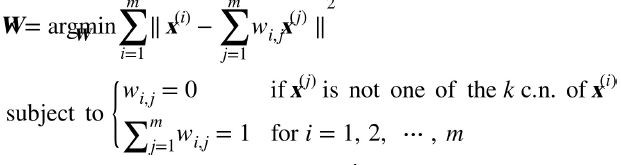 Ŵ = argmin_W ∑_{i=1}^{m} ‖ x^{(i)} − ∑_{j=1}^{m} w_{i,j} x^{(j)} ‖^2
subject to { w_{i,j} = 0 if x^{(j)} is not one of the k c.n. of x^{(i)}
∑_{j=1}^{m} w_{i,j} = 1 for i = 1, 2, ⋯ , m